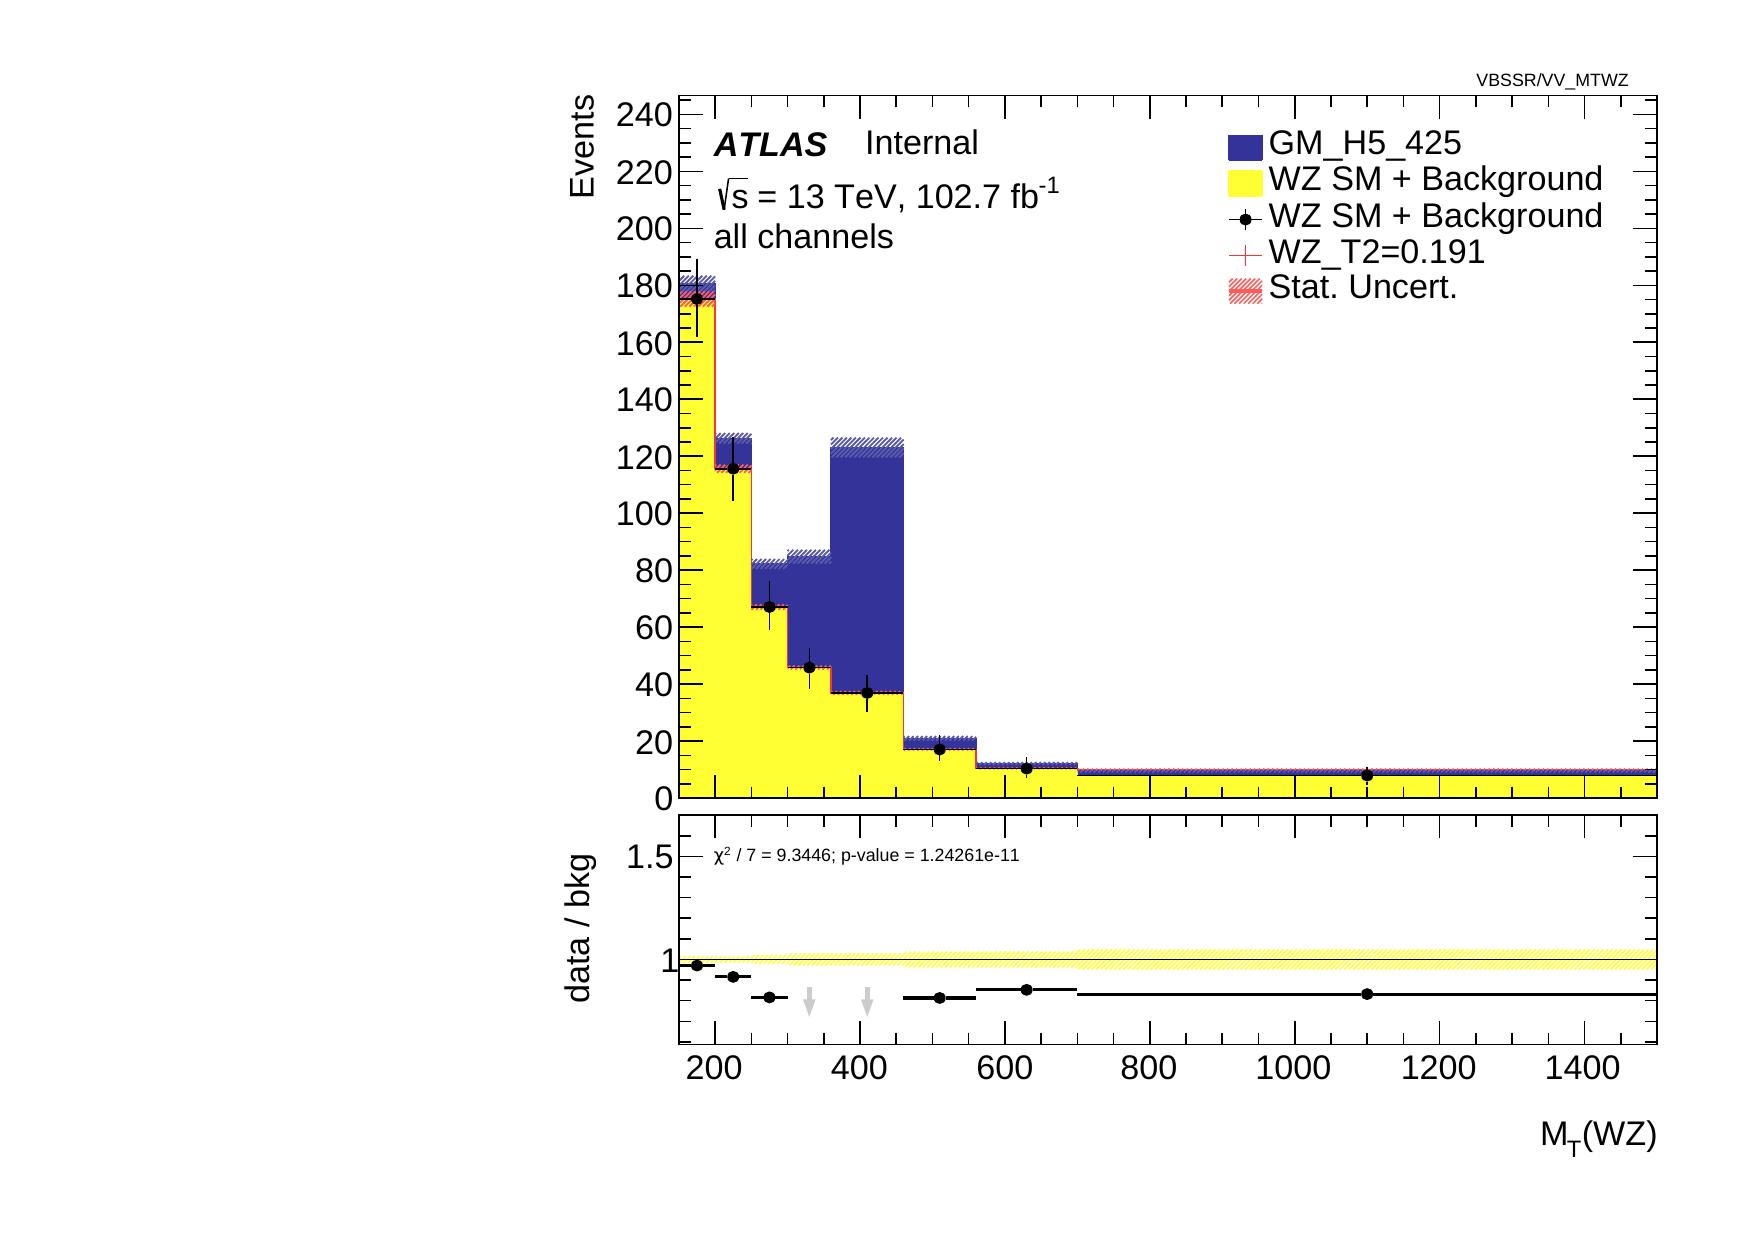 VBSSR/VV_MTWZ
Events
240
220
200
180
160
140
120
100
80
60
40
20
0
ATLAS Internal
√s = 13 TeV, 102.7 fb-1
all channels
GM_H5_425
WZ SM + Background
WZ SM + Background
WZ_T2=0.191
Stat. Uncert.
data / bkg
1.5
1
χ2 / 7 = 9.3446; p-value = 1.24261e-11
200 400 600 800 1000 1200 1400
MT(WZ)